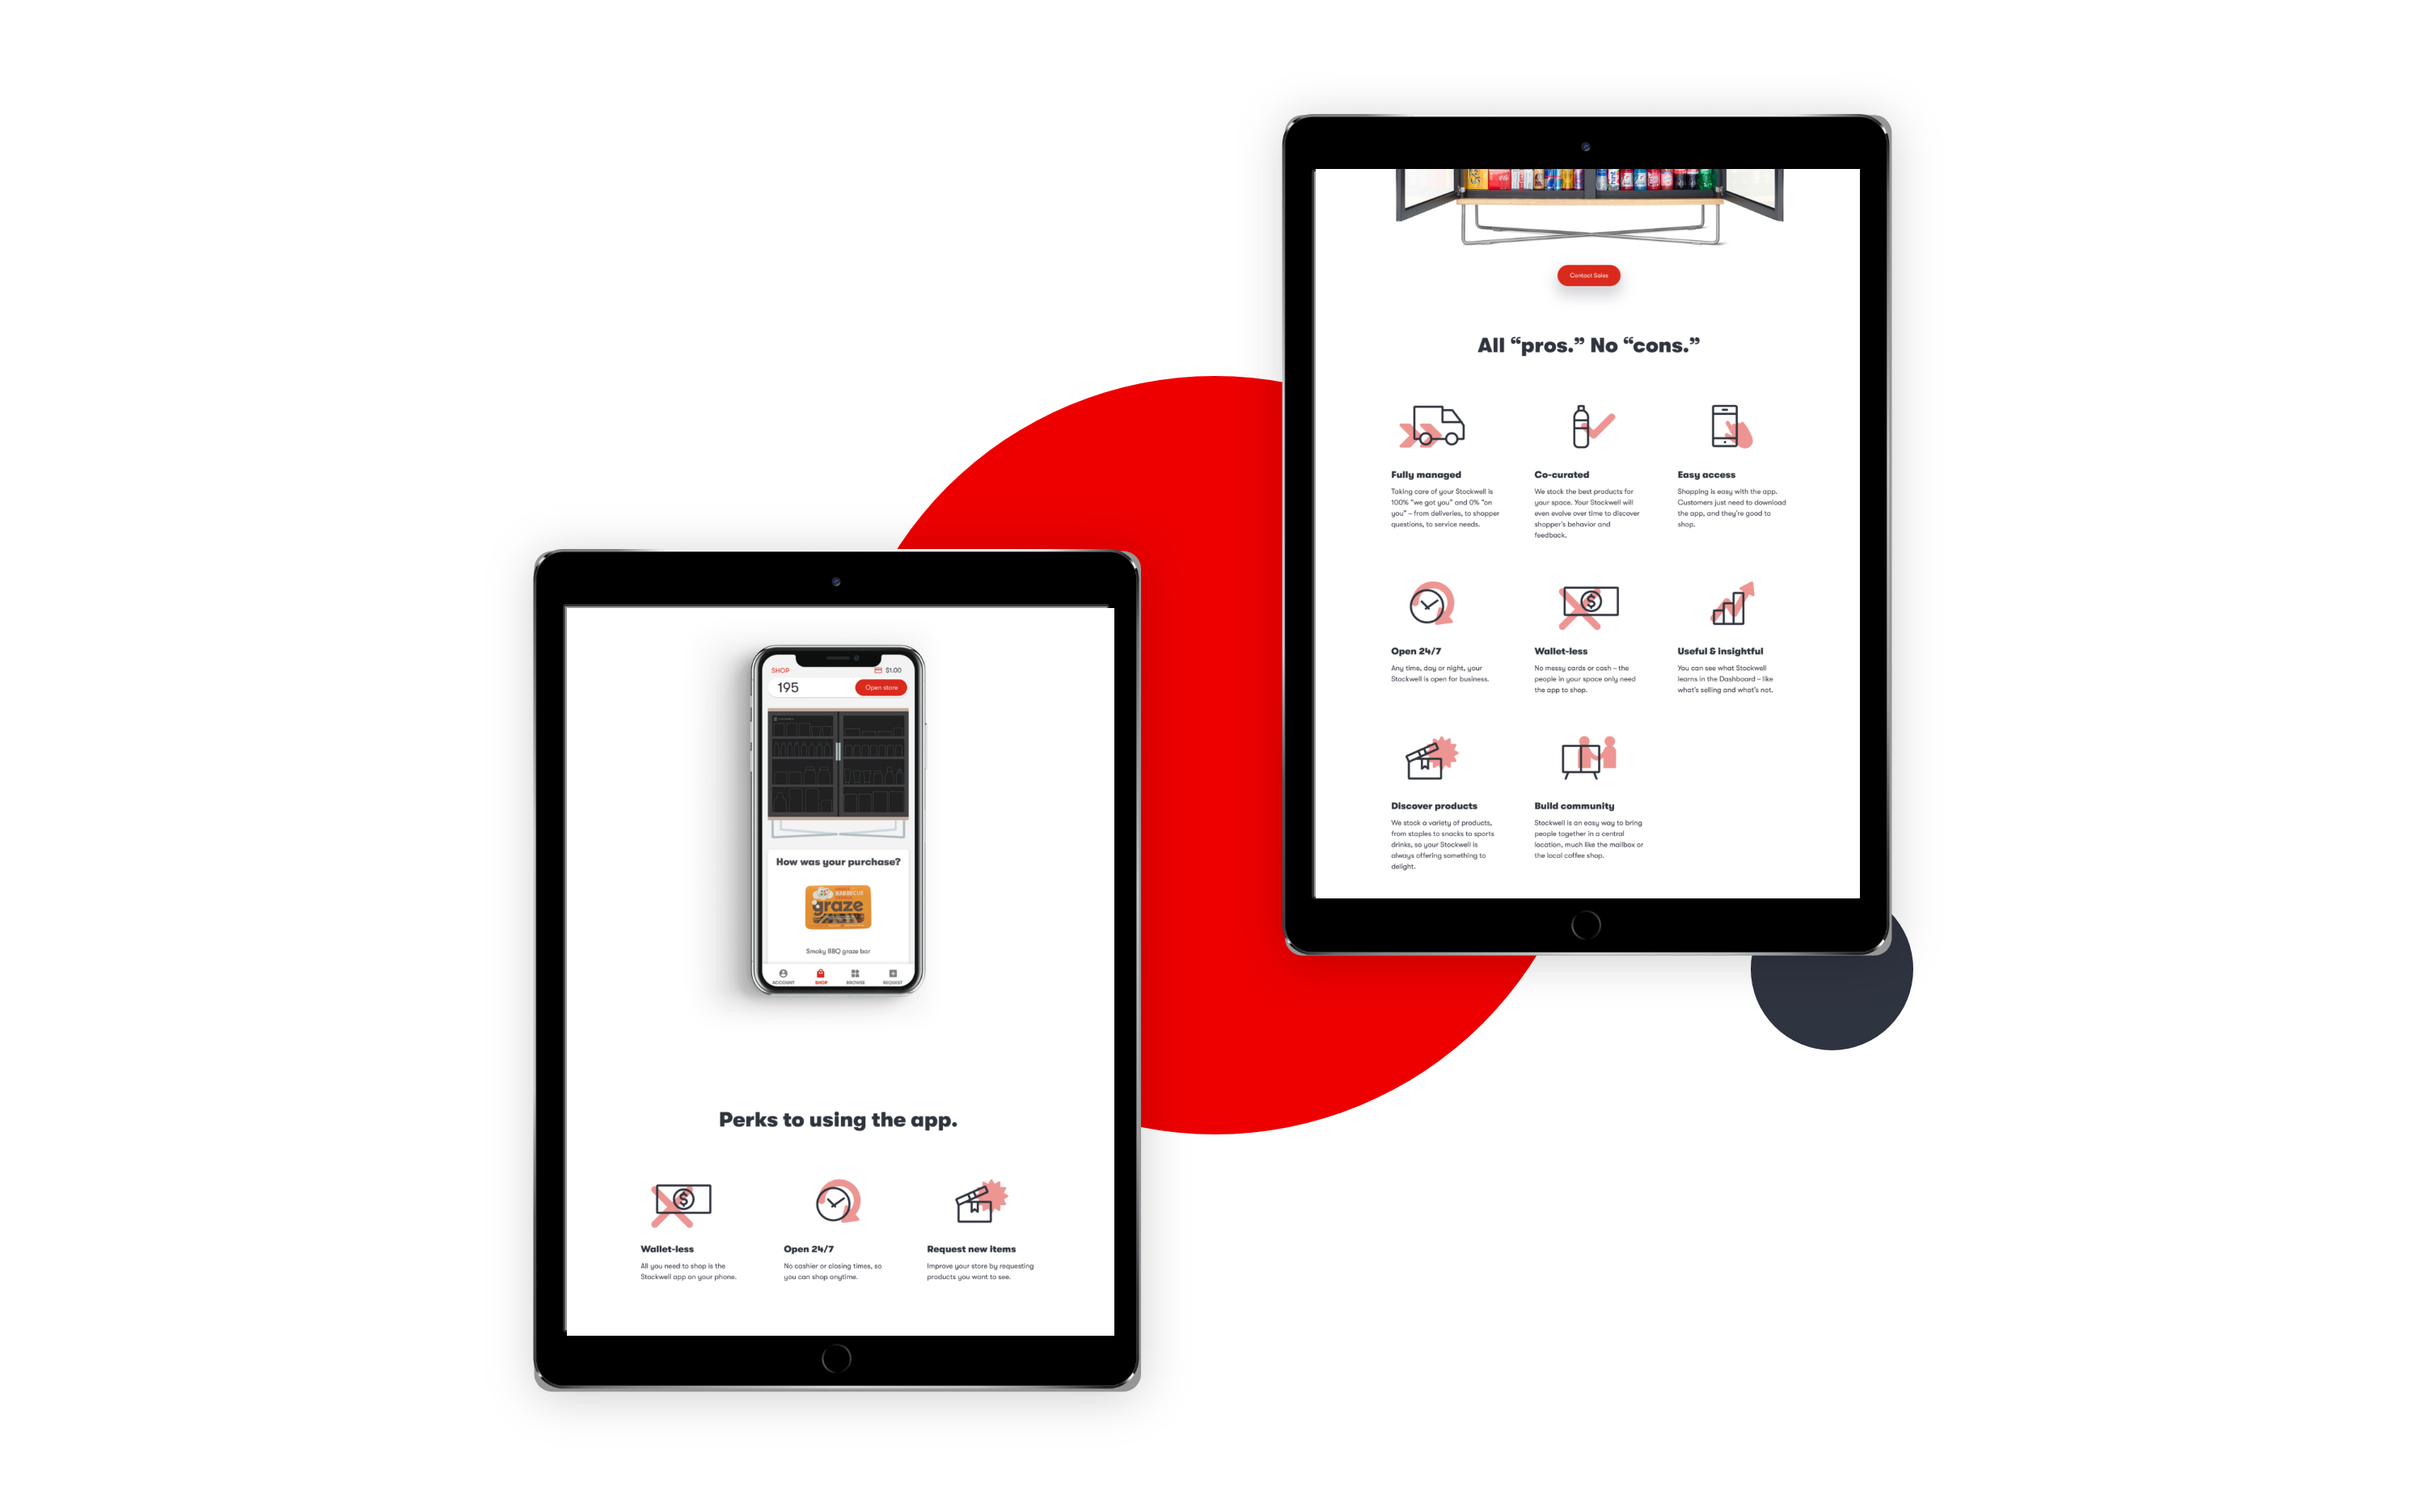 SHOP
$1.00
195
Open store
How was your purchase?
BARBECUE
graze
Smoky BBQ graze bar
ACCOUNT
SHOP
BROWSE
REQUEST
Perks to using the app.
Wallet-less
All you need to shop is the
Stockwell app on your phone.
Open 24/7
No cashier or closing times, so
you can shop anytime.
Request new items
Improve your store by requesting
products you want to see.
Contact Sales
All “pros.” No “cons.”
Fully managed
Taking care of your Stockwell is
100% “we got you” and 0% “on
you” – from deliveries, to shopper
questions, to service needs.
Co-curated
We stock the best products for
your space. Your Stockwell will
even evolve over time to discover
shopper’s behavior and
feedback.
Easy access
Shopping is easy with the app.
Customers just need to download
the app, and they’re good to
shop.
Open 24/7
Any time, day or night, your
Stockwell is open for business.
Wallet-less
No messy cards or cash – the
people in your space only need
the app to shop.
Useful & insightful
You can see what Stockwell
learns in the Dashboard – like
what’s selling and what’s not.
Discover products
We stock a variety of products,
from staples to snacks to sports
drinks, so your Stockwell is
always offering something to
delight.
Build community
Stockwell is an easy way to bring
people together in a central
location, much like the mailbox or
the local coffee shop.